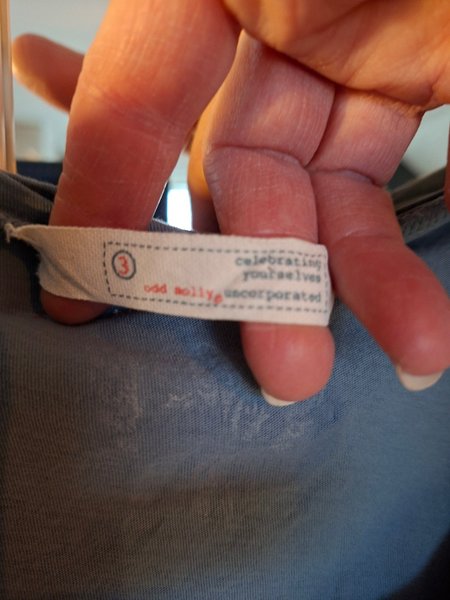 3
celebrating
yourselves
odd molly uncorporated